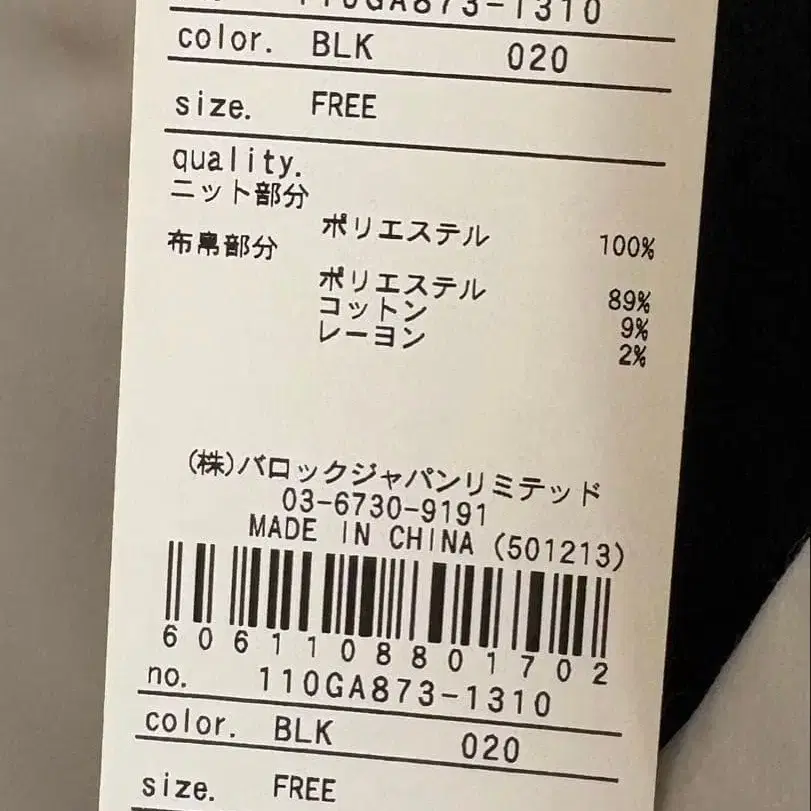 110GA873-1310
color. BLK 020
size. FREE
quality.
ニット部分
ポリエステル 100%
布帛部分
ポリエステル 89%
コットン 9%
レーヨン 2%
(株)バロックジャパンリミテッド
03-6730-9191
MADE IN CHINA (501213)
6061108801702
no. 110GA873-1310
color. BLK 020
size. FREE